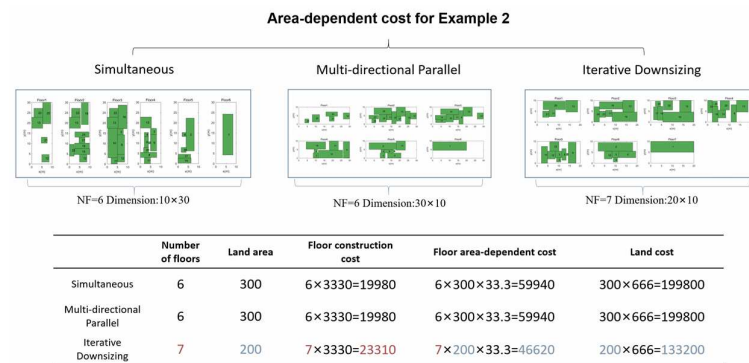 Area-dependent cost for Example 2
Simultaneous
Multi-directional Parallel
Iterative Downsizing
NF=6 Dimension:10×30
NF=6 Dimension:30×10
NF=7 Dimension:20×10
Number of floors Land area Floor construction cost Floor area-dependent cost Land cost
Simultaneous 6 300 6×3330=19980 6×300×33.3=59940 300×666=199800
Multi-directional Parallel 6 300 6×3330=19980 6×300×33.3=59940 300×666=199800
Iterative Downsizing 7 200 7×3330=23310 7×200×33.3=46620 200×666=133200